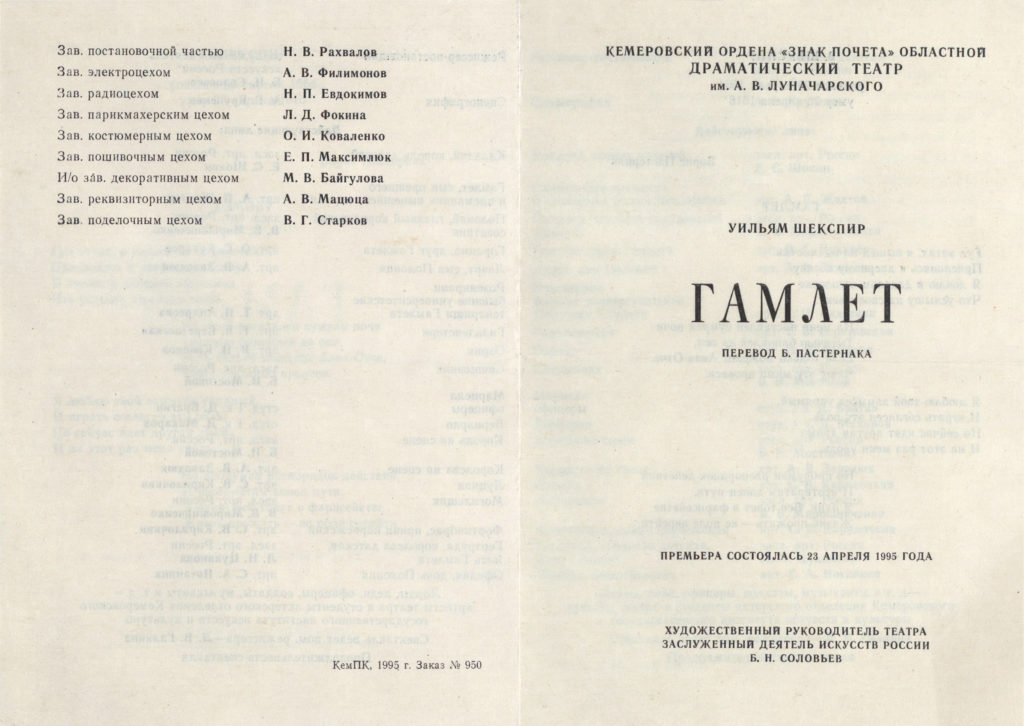 Зав. постановочной частью Н. В. Рахвалов
Зав. электроцехом А. В. Филимонов
Зав. радиоцехом Н. П. Евдокимов
Зав. парикмахерским цехом Л. Д. Фокина
Зав. костюмерным цехом О. И. Коваленко
Зав. пошивочным цехом Е. П. Максимлюк
И/о зав. декоративным цехом М. В. Байгулова
Зав. реквизиторным цехом А. В. Мацюца
Зав. поделочным цехом В. Г. Старков
КемПК, 1995 г. Заказ № 950
КЕМЕРОВСКИЙ ОРДЕНА «ЗНАК ПОЧЕТА» ОБЛАСТНОЙ
ДРАМАТИЧЕСКИЙ ТЕАТР
им. А. В. ЛУНАЧАРСКОГО
УИЛЬЯМ ШЕКСПИР
ГАМЛЕТ
ПЕРЕВОД Б. ПАСТЕРНАКА
ПРЕМЬЕРА СОСТОЯЛАСЬ 23 АПРЕЛЯ 1995 ГОДА
ХУДОЖЕСТВЕННЫЙ РУКОВОДИТЕЛЬ ТЕАТРА
ЗАСЛУЖЕННЫЙ ДЕЯТЕЛЬ ИСКУССТВ РОССИИ
Б. Н. СОЛОВЬЕВ